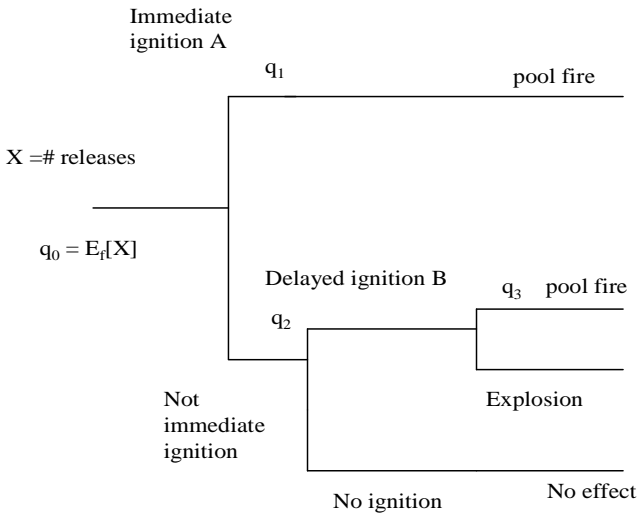 Immediate
ignition A
q1
pool fire
X =# releases
q0 = Ef[X]
Delayed ignition B
q3
pool fire
q2
Not
immediate
ignition
Explosion
No ignition
No effect